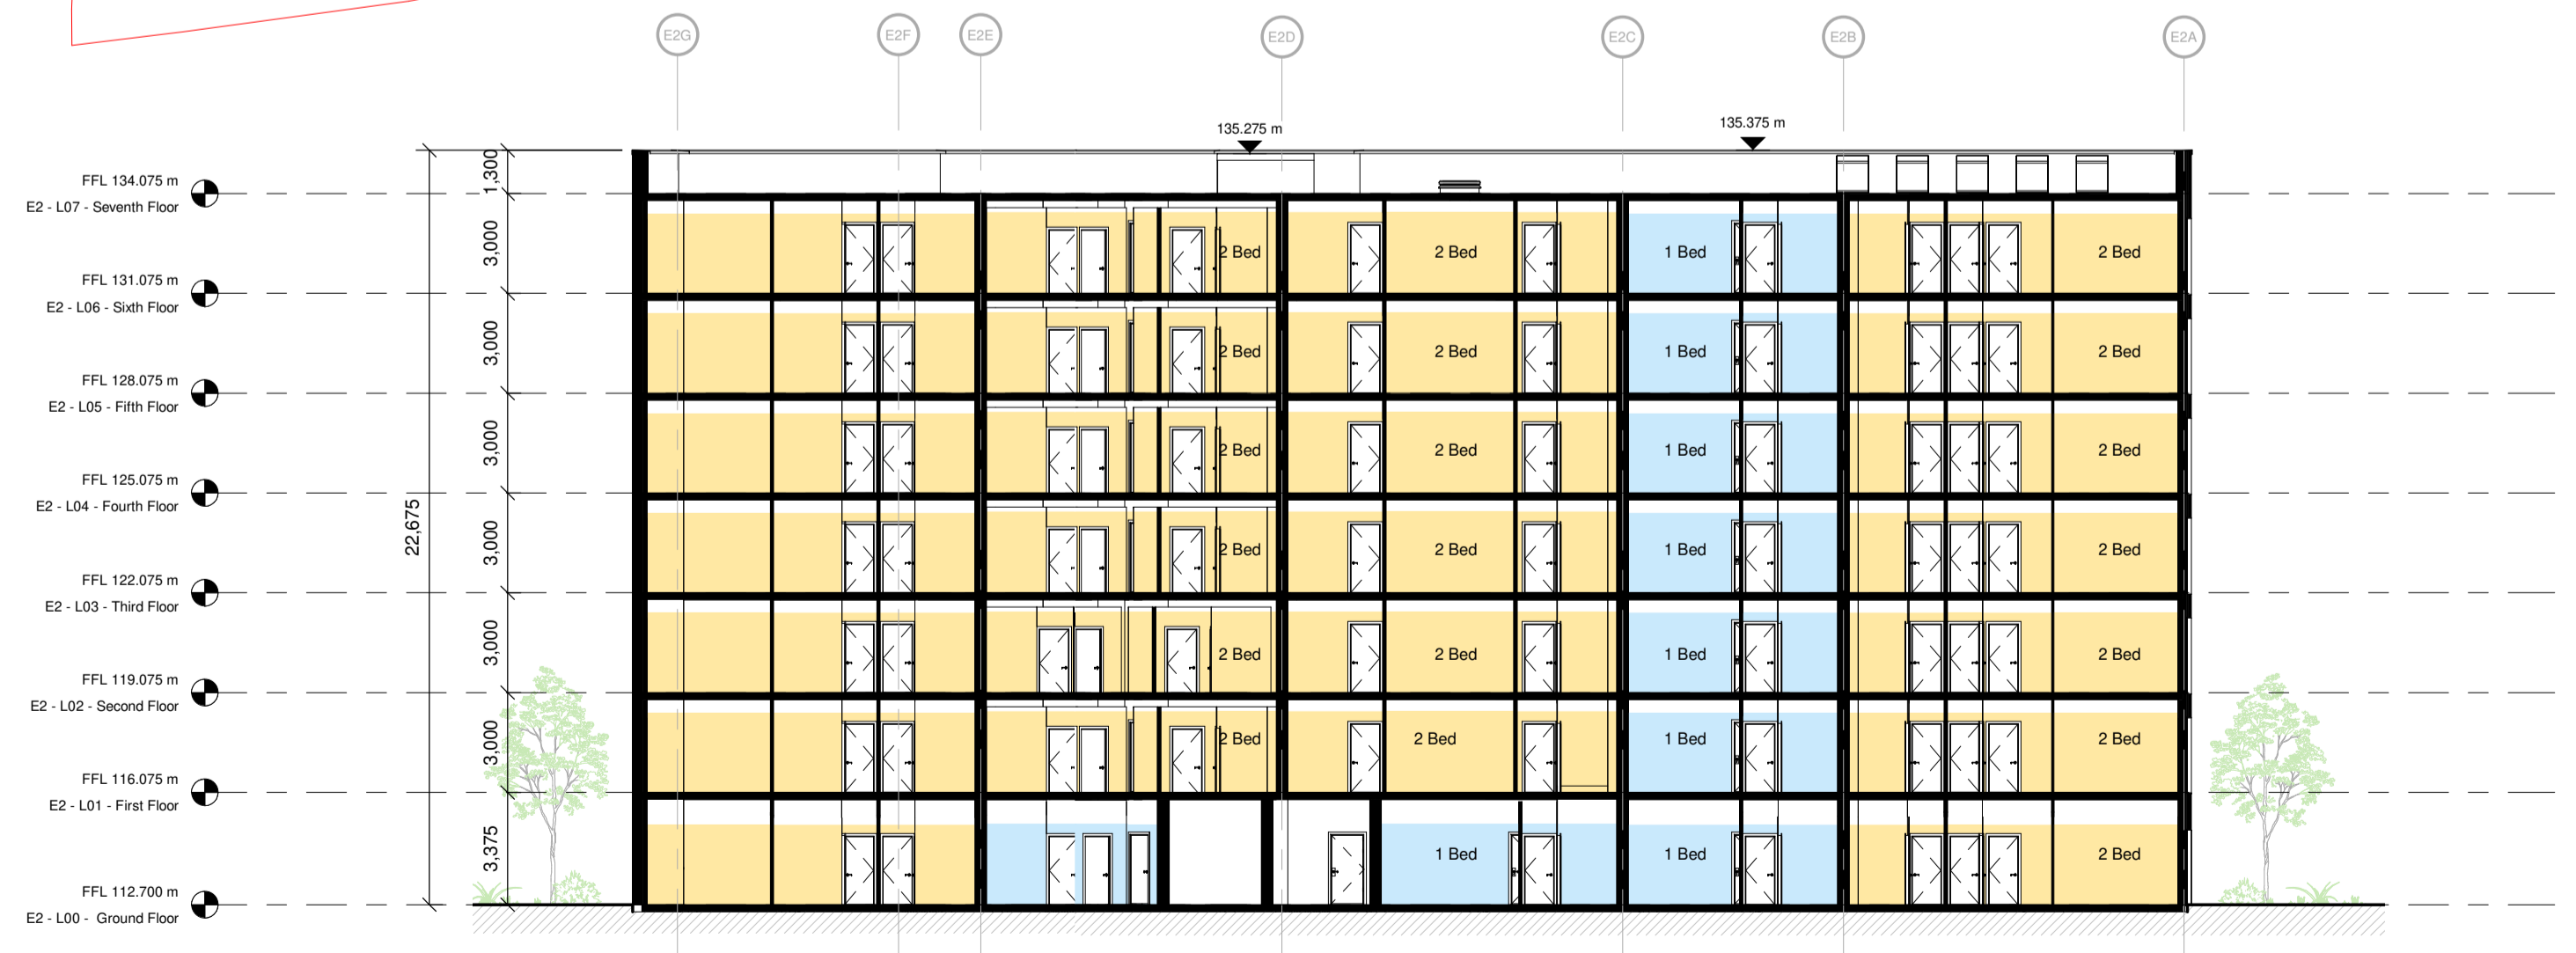 E2G
E2F
E2E
E2D
E2C
E2B
E2A
135.275 m
135.375 m
1,300
FFL 134.075 m
E2 - L07 - Seventh Floor
3,000
2 Bed
2 Bed
1 Bed
2 Bed
FFL 131.075 m
E2 - L06 - Sixth Floor
3,000
2 Bed
2 Bed
1 Bed
2 Bed
FFL 128.075 m
E2 - L05 - Fifth Floor
3,000
2 Bed
2 Bed
1 Bed
2 Bed
FFL 125.075 m
E2 - L04 - Fourth Floor
22,675
3,000
2 Bed
2 Bed
1 Bed
2 Bed
FFL 122.075 m
E2 - L03 - Third Floor
3,000
2 Bed
2 Bed
1 Bed
2 Bed
FFL 119.075 m
E2 - L02 - Second Floor
3,000
2 Bed
2 Bed
1 Bed
2 Bed
FFL 116.075 m
E2 - L01 - First Floor
3,375
1 Bed
1 Bed
2 Bed
FFL 112.700 m
E2 - L00 - Ground Floor